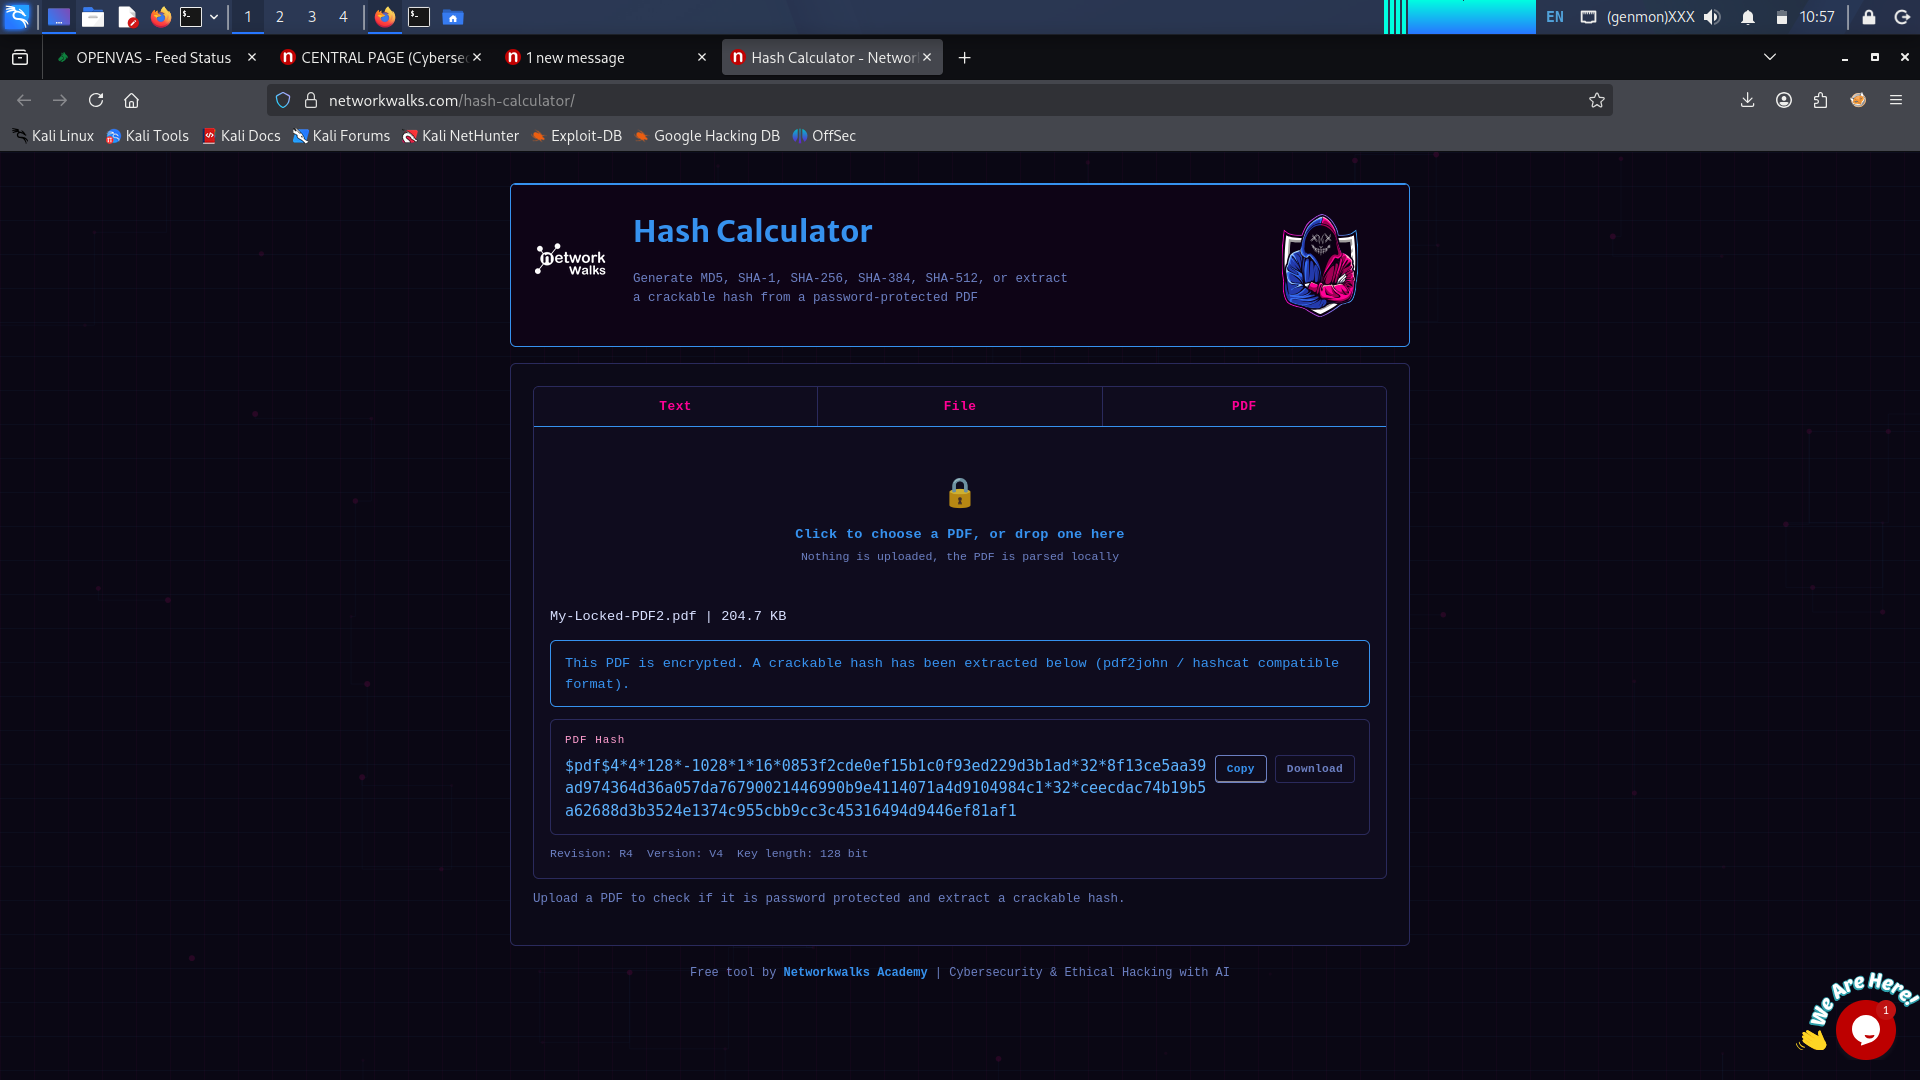 1 2 3 4 EN (genmon)XXX 10:57
OPENVAS - Feed Status CENTRAL PAGE (Cyberse 1 new message Hash Calculator - Networ
networkwalks.com/hash-calculator/
Kali Linux Kali Tools Kali Docs Kali Forums Kali NetHunter Exploit-DB Google Hacking DB OffSec
network
Walks
Hash Calculator
Generate MD5, SHA-1, SHA-256, SHA-384, SHA-512, or extract
a crackable hash from a password-protected PDF
Text File PDF
Click to choose a PDF, or drop one here
Nothing is uploaded, the PDF is parsed locally
My-Locked-PDF2.pdf | 204.7 KB
This PDF is encrypted. A crackable hash has been extracted below (pdf2john / hashcat compatible
format).
PDF Hash
$pdf$4*4*128*-1028*1*16*0853f2cde0ef15b1c0f93ed229d3b1ad*32*8f13ce5aa39
ad974364d36a057da76790021446990b9e4114071a4d9104984c1*32*ceecdac74b19b5
a62688d3b3524e1374c955cbb9cc3c45316494d9446ef81af1
Copy Download
Revision: R4 Version: V4 Key length: 128 bit
Upload a PDF to check if it is password protected and extract a crackable hash.
Free tool by Networkwalks Academy | Cybersecurity & Ethical Hacking with AI
We Are Here!
1